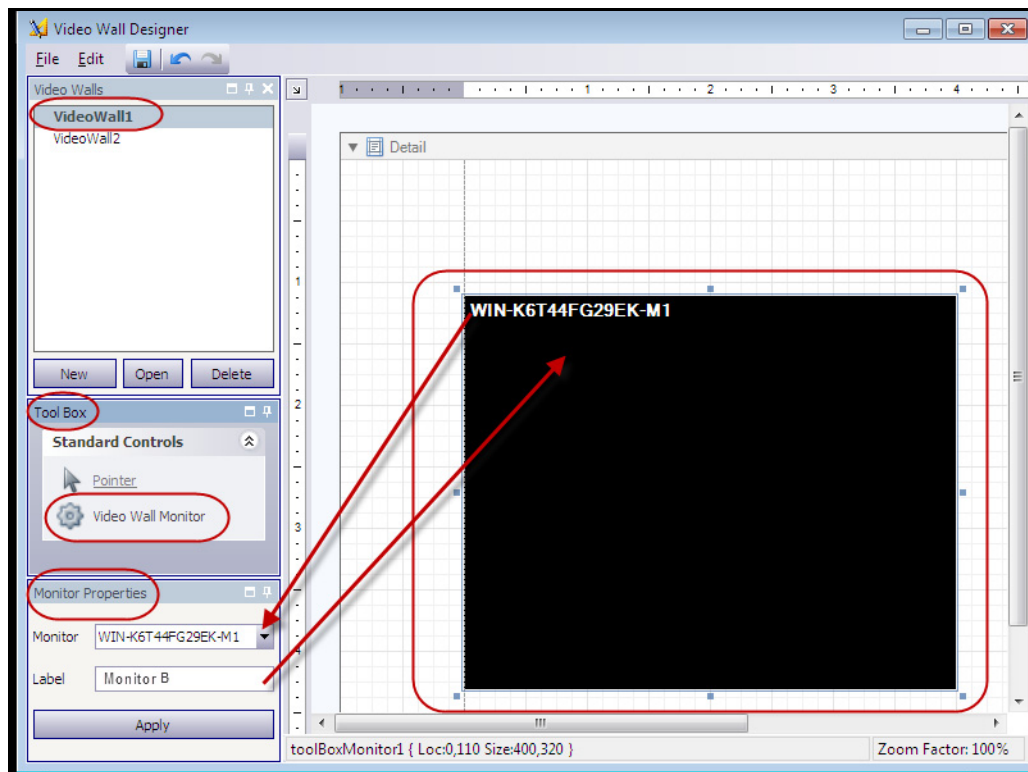 Video Wall Designer
File Edit
Video Walls
VideoWall1
VideoWall2
New Open Delete
Tool Box
Standard Controls
Pointer
Video Wall Monitor
Monitor Properties
Monitor WIN-K6T44FG29EK-M1
Label Monitor B
Apply
1 1 2 3 4
Detail
1
2
3
4
WIN-K6T44FG29EK-M1
toolBoxMonitor1 { Loc:0,110 Size:400,320 } Zoom Factor: 100%